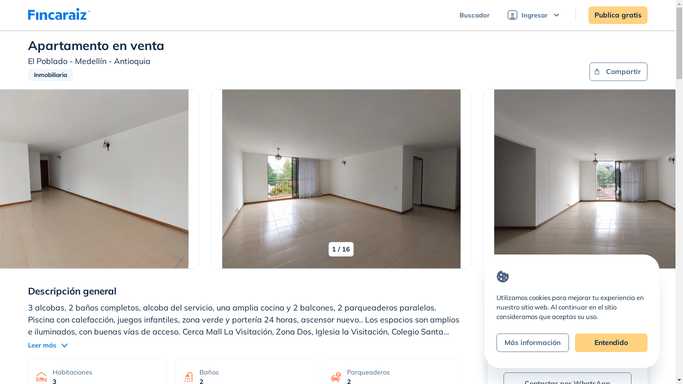 Fincaraiz
Buscador
Ingresar
Publica gratis
Apartamento en venta
El Poblado - Medellín - Antioquia
Inmobiliaria
Compartir
1 / 16
Descripción general
3 alcobas, 2 baños completos, alcoba del servicio, una amplia cocina y 2 balcones, 2 parqueaderos paralelos.
Piscina con calefacción, juegos infantiles, zona verde y portería 24 horas, ascensor nuevo.. Los espacios son amplios
e iluminados, con buenas vías de acceso. Cerca Mall La Visitación, Zona Dos, Iglesia la Visitación, Colegio Santa...
Leer más
Habitaciones
3
Baños
2
Parqueaderos
2
Utilizamos cookies para mejorar tu experiencia en
nuestro sitio web. Al continuar en el sitio
consideramos que aceptas su uso.
Más información
Entendido
Contactar por WhatsApp